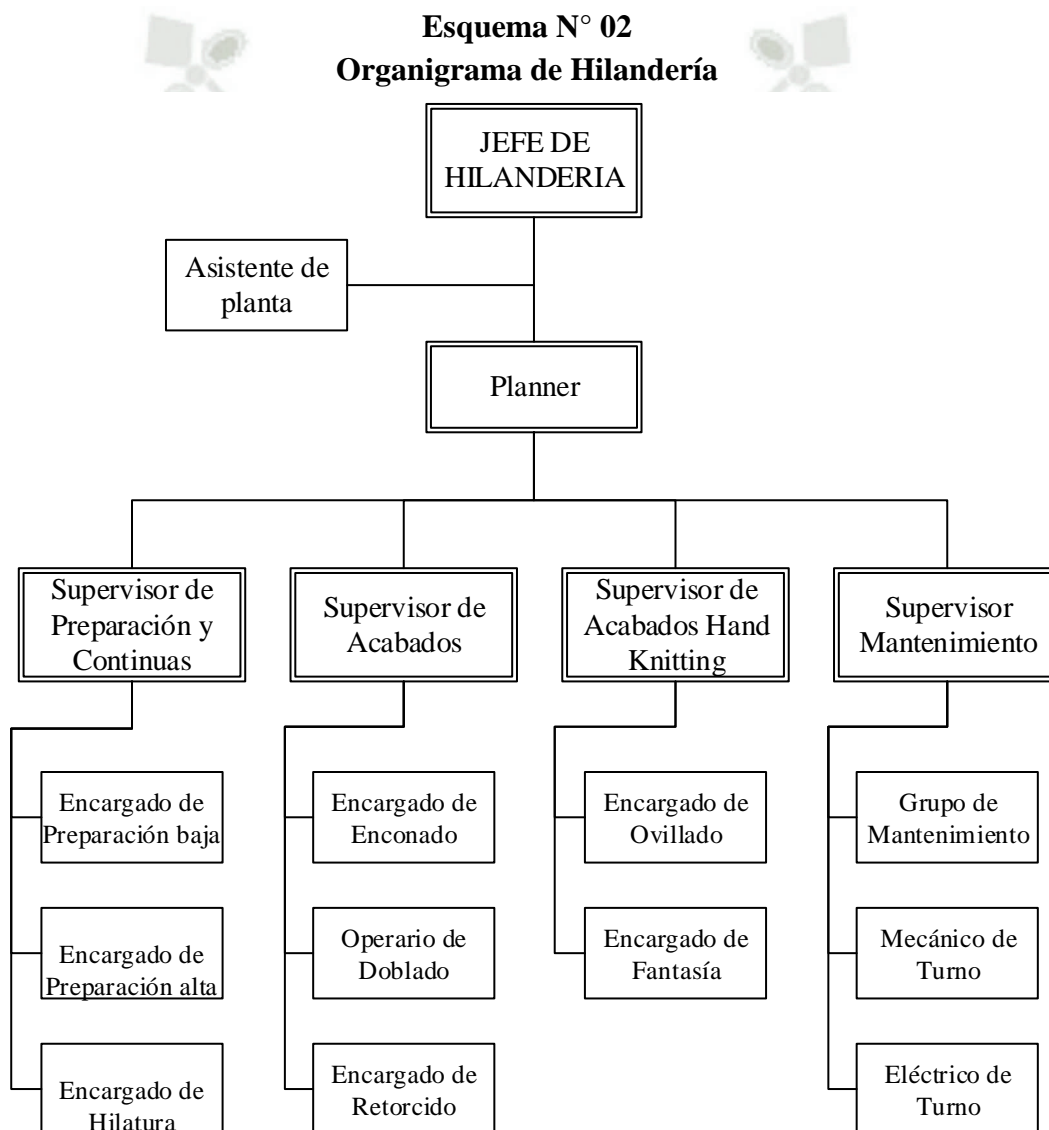 Esquema N° 02
Organigrama de Hilandería
JEFE DE
HILANDERIA
Asistente de
planta
Planner
Supervisor de
Preparación y
Continuas
Supervisor de
Acabados
Supervisor de
Acabados Hand
Knitting
Supervisor
Mantenimiento
Encargado de
Preparación baja
Encargado de
Enconado
Encargado de
Ovillado
Grupo de
Mantenimiento
Encargado de
Preparación alta
Operario de
Doblado
Encargado de
Fantasía
Mecánico de
Turno
Encargado de
Hilatura
Encargado de
Retorcido
Eléctrico de
Turno